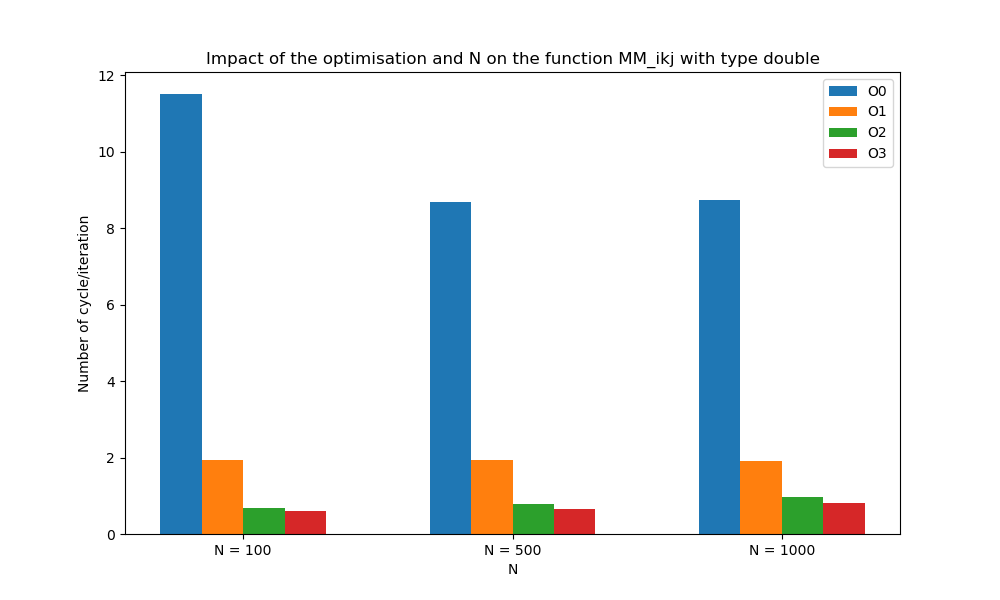 Impact of the optimisation and N on the function MM_ikj with type double
12
10
8
6
4
2
0
Number of cycle/iteration
O0
O1
O2
O3
N = 100
N = 500
N = 1000
N